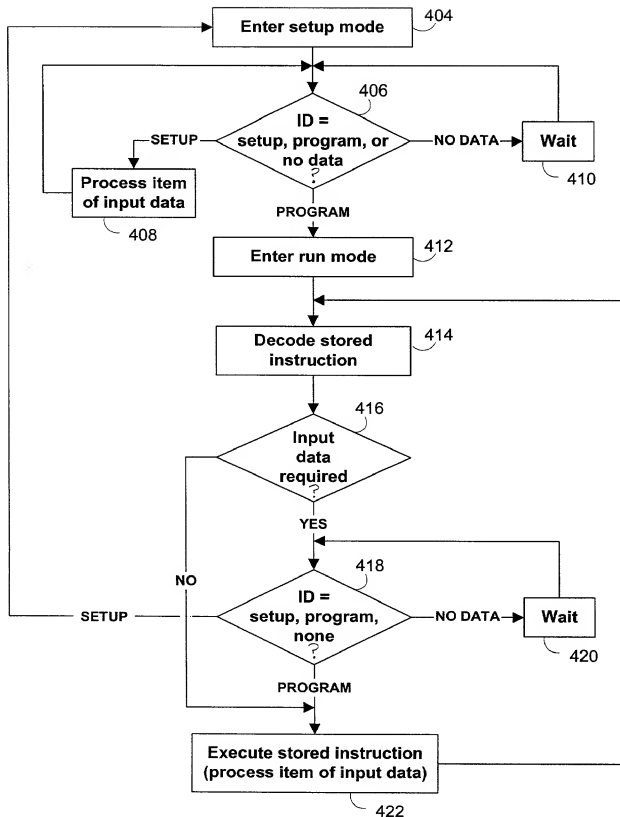 Enter setup mode
404
406
ID =
setup, program, or
no data
?
SETUP
NO DATA
Wait
410
Process item
of input data
408
PROGRAM
Enter run mode
412
Decode stored
instruction
414
416
Input
data
required
?
YES
NO
418
ID =
setup, program,
none
?
SETUP
NO DATA
Wait
420
PROGRAM
Execute stored instruction
(process item of input data)
422